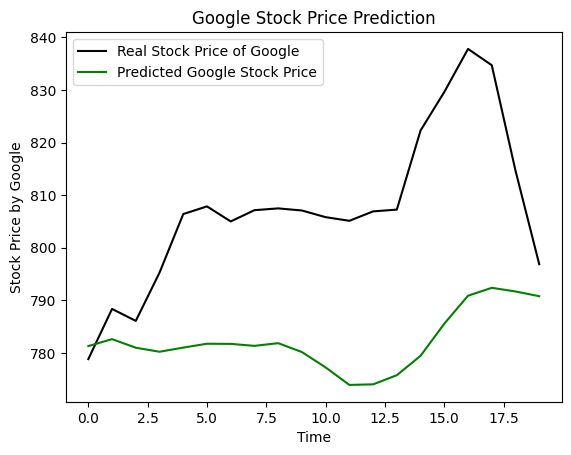 Google Stock Price Prediction
Real Stock Price of Google
Predicted Google Stock Price
840
830
820
810
800
790
780
Stock Price by Google
0.0 2.5 5.0 7.5 10.0 12.5 15.0 17.5
Time